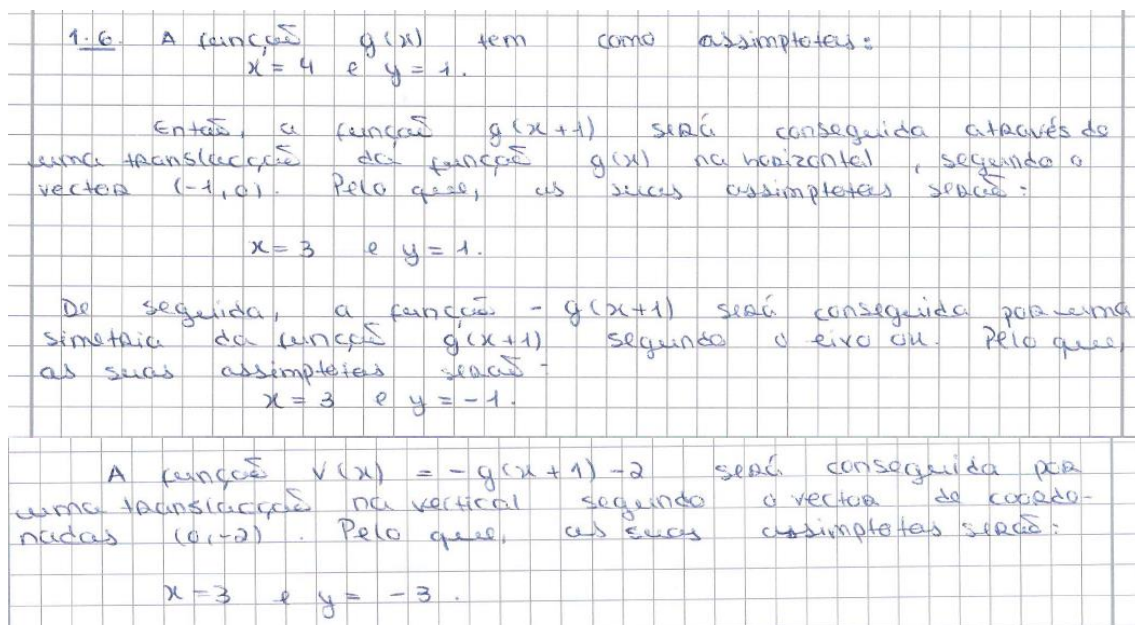 1.6. A função g(x) tem como assimptotas:
x = 4 e y = 1.
Então, a função g(x+1) será conseguida através de
uma translacção da função g(x) na horizontal, segundo o
vector (-1,0). Pelo que, as suas assimptotas serão:
x = 3 e y = 1.
De seguida, a função - g(x+1) será conseguida por uma
simetria da função g(x+1) segundo o eixo ox. Pelo que,
as suas assimptotas serão:
x = 3 e y = -1.
A função v(x) = -g(x+1) -2 será conseguida por
uma translacção na vertical segundo o vector de coordo-
nadas (0,-2). Pelo que, as suas assimptotas serão:
x = 3 e y = -3.